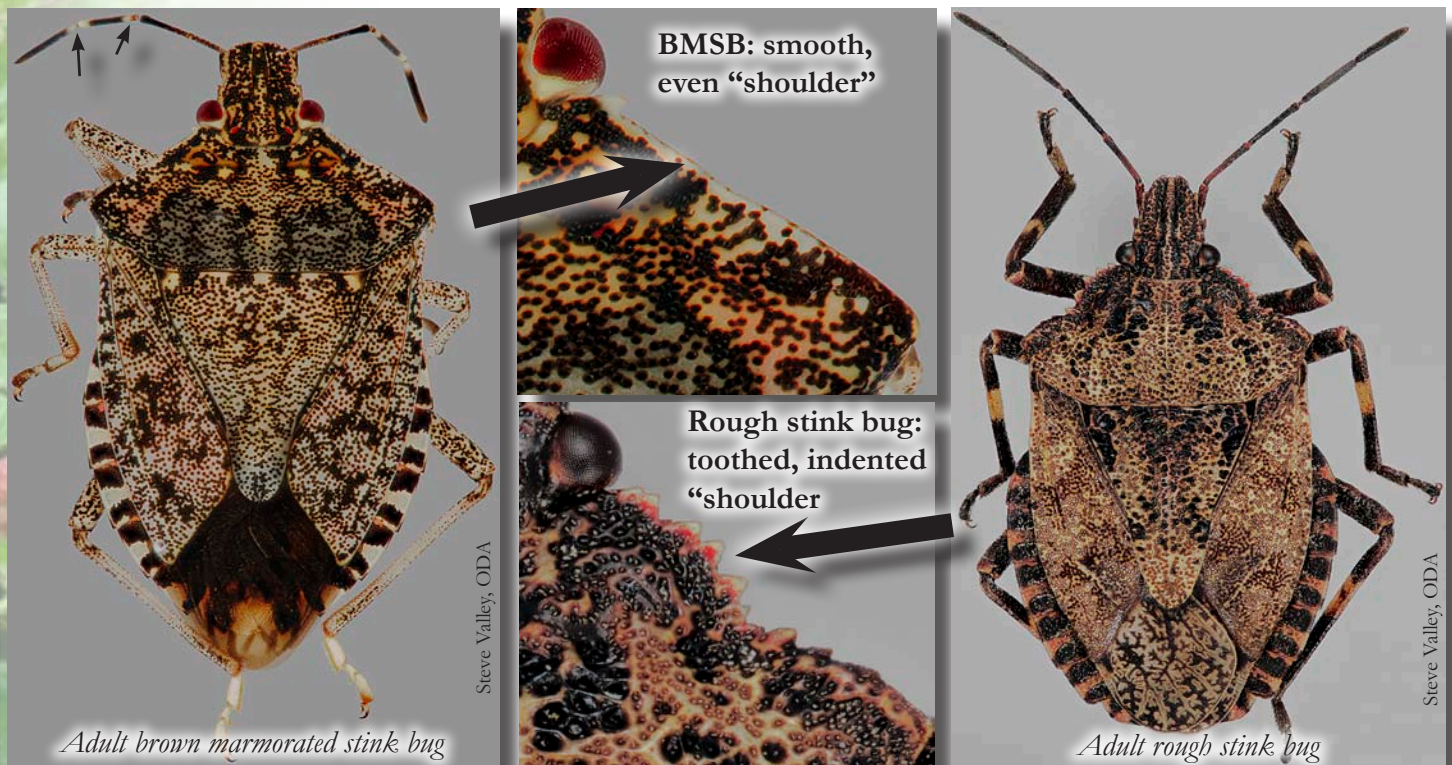 BMSB: smooth,
even “shoulder”
Rough stink bug:
toothed, indented
“shoulder
Steve Valley, ODA
Adult brown marmorated stink bug
Steve Valley, ODA
Adult rough stink bug